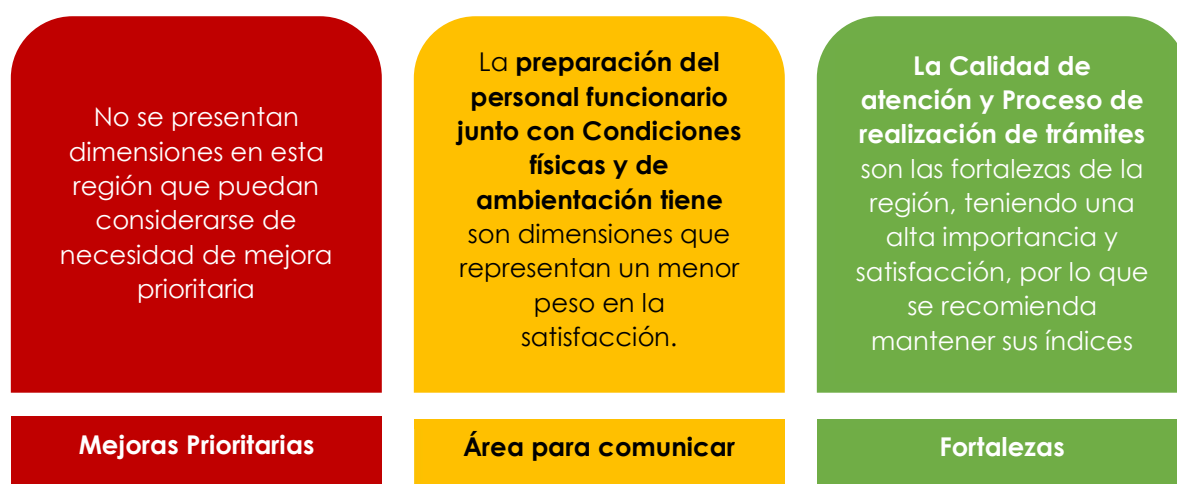 No se presentan
dimensiones en esta
región que puedan
considerarse de
necesidad de mejora
prioritaria
Mejoras Prioritarias
La preparación del
personal funcionario
junto con Condiciones
físicas y de
ambientación tiene
son dimensiones que
representan un menor
peso en la
satisfacción.
Área para comunicar
La Calidad de
atención y Proceso de
realización de trámites
son las fortalezas de la
región, teniendo una
alta importancia y
satisfacción, por lo que
se recomienda
mantener sus índices
Fortalezas